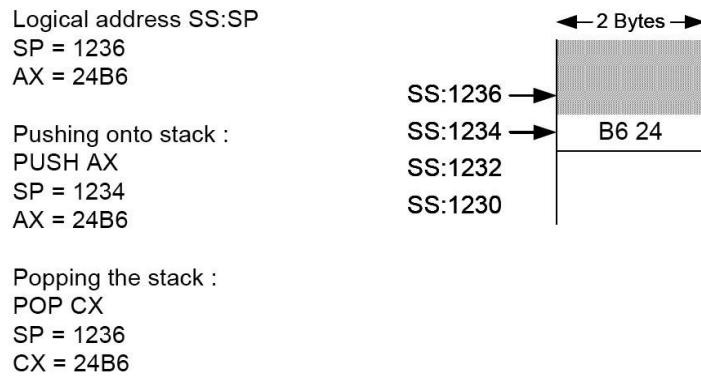 Logical address SS:SP
SP = 1236
AX = 24B6
Pushing onto stack :
PUSH AX
SP = 1234
AX = 24B6
Popping the stack :
POP CX
SP = 1236
CX = 24B6
2 Bytes
SS:1236
SS:1234 B6 24
SS:1232
SS:1230